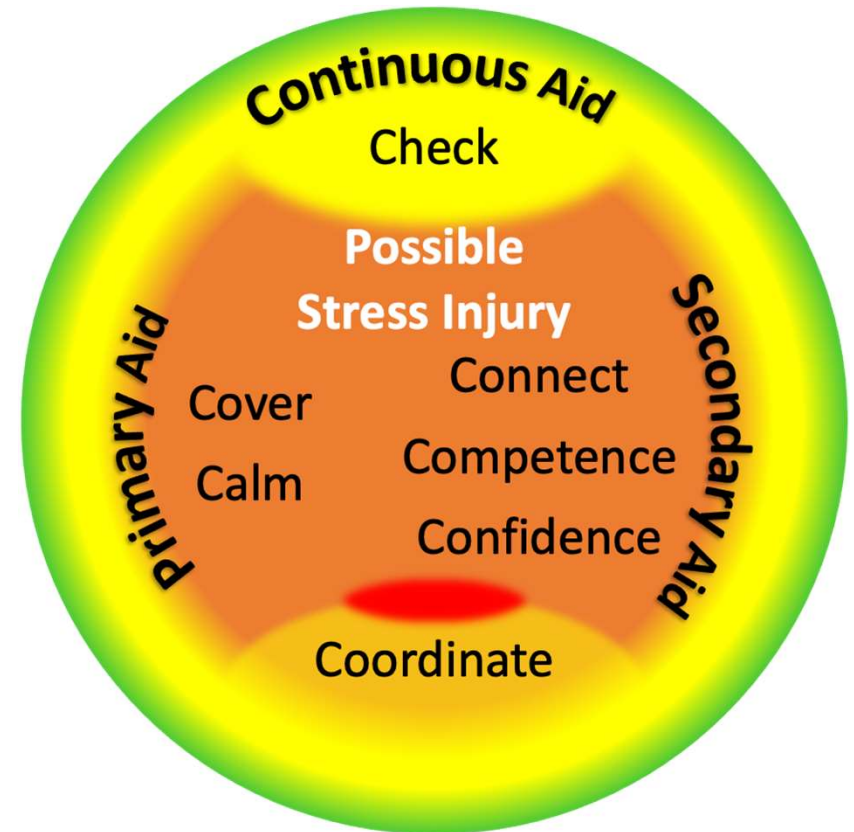 Continuous Aid
Check
Possible
Stress Injury
Primary Aid
Cover
Calm
Secondary Aid
Connect
Competence
Confidence
Coordinate